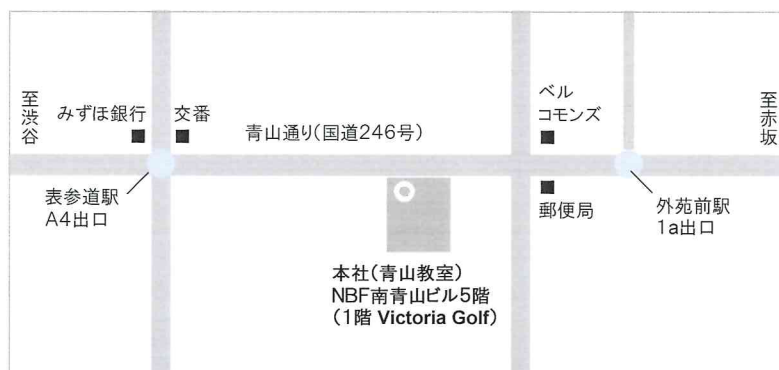 至渋谷
みずほ銀行
交番
青山通り(国道246号)
ベル
コモンズ
至赤坂
表参道駅
A4出口
郵便局
外苑前駅
1a出口
本社(青山教室)
NBF南青山ビル5階
(1階 Victoria Golf)